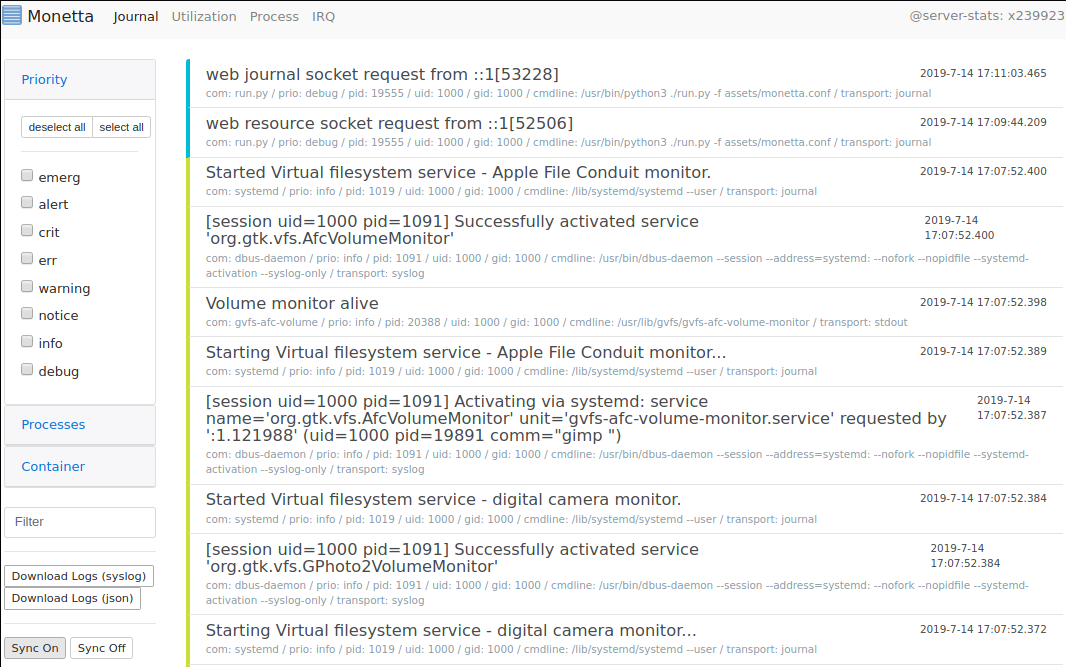 Monetta Journal Utilization Process IRQ @server-stats: x239923
Priority
deselect all select all
emerg
alert
crit
err
warning
notice
info
debug
Processes
Container
Filter
Download Logs (syslog)
Download Logs (json)
Sync On Sync Off
web journal socket request from ::1[53228] 2019-7-14 17:11:03.465
com: run.py / prio: debug / pid: 19555 / uid: 1000 / gid: 1000 / cmdline: /usr/bin/python3 ./run.py -f assets/monetta.conf / transport: journal
web resource socket request from ::1[52506] 2019-7-14 17:09:44.209
com: run.py / prio: debug / pid: 19555 / uid: 1000 / gid: 1000 / cmdline: /usr/bin/python3 ./run.py -f assets/monetta.conf / transport: journal
Started Virtual filesystem service - Apple File Conduit monitor. 2019-7-14 17:07:52.400
com: systemd / prio: info / pid: 1019 / uid: 1000 / gid: 1000 / cmdline: /lib/systemd/systemd --user / transport: journal
[session uid=1000 pid=1091] Successfully activated service 2019-7-14
'org.gtk.vfs.AfcVolumeMonitor' 17:07:52.400
com: dbus-daemon / prio: info / pid: 1091 / uid: 1000 / gid: 1000 / cmdline: /usr/bin/dbus-daemon --session --address=systemd: --nofork --nopidfile --systemd-
activation --syslog-only / transport: syslog
Volume monitor alive 2019-7-14 17:07:52.398
com: gvfs-afc-volume / prio: info / pid: 20388 / uid: 1000 / gid: 1000 / cmdline: /usr/lib/gvfs/gvfs-afc-volume-monitor / transport: stdout
Starting Virtual filesystem service - Apple File Conduit monitor... 2019-7-14 17:07:52.389
com: systemd / prio: info / pid: 1019 / uid: 1000 / gid: 1000 / cmdline: /lib/systemd/systemd --user / transport: journal
[session uid=1000 pid=1091] Activating via systemd: service 2019-7-14
name='org.gtk.vfs.AfcVolumeMonitor' unit='gvfs-afc-volume-monitor.service' requested by 17:07:52.387
':1.121988' (uid=1000 pid=19891 comm="gimp ")
com: dbus-daemon / prio: info / pid: 1091 / uid: 1000 / gid: 1000 / cmdline: /usr/bin/dbus-daemon --session --address=systemd: --nofork --nopidfile --systemd-
activation --syslog-only / transport: syslog
Started Virtual filesystem service - digital camera monitor. 2019-7-14 17:07:52.384
com: systemd / prio: info / pid: 1019 / uid: 1000 / gid: 1000 / cmdline: /lib/systemd/systemd --user / transport: journal
[session uid=1000 pid=1091] Successfully activated service 2019-7-14
'org.gtk.vfs.GPhoto2VolumeMonitor' 17:07:52.384
com: dbus-daemon / prio: info / pid: 1091 / uid: 1000 / gid: 1000 / cmdline: /usr/bin/dbus-daemon --session --address=systemd: --nofork --nopidfile --systemd-
activation --syslog-only / transport: syslog
Starting Virtual filesystem service - digital camera monitor... 2019-7-14 17:07:52.372
com: systemd / prio: info / pid: 1019 / uid: 1000 / gid: 1000 / cmdline: /lib/systemd/systemd --user / transport: journal